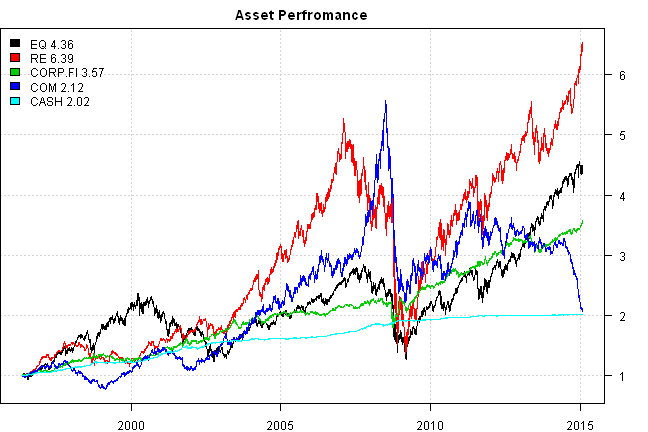 Asset Perfromance
EQ 4.36
RE 6.39
CORP.FI 3.57
COM 2.12
CASH 2.02
6
5
4
3
2
1
2000 2005 2010 2015